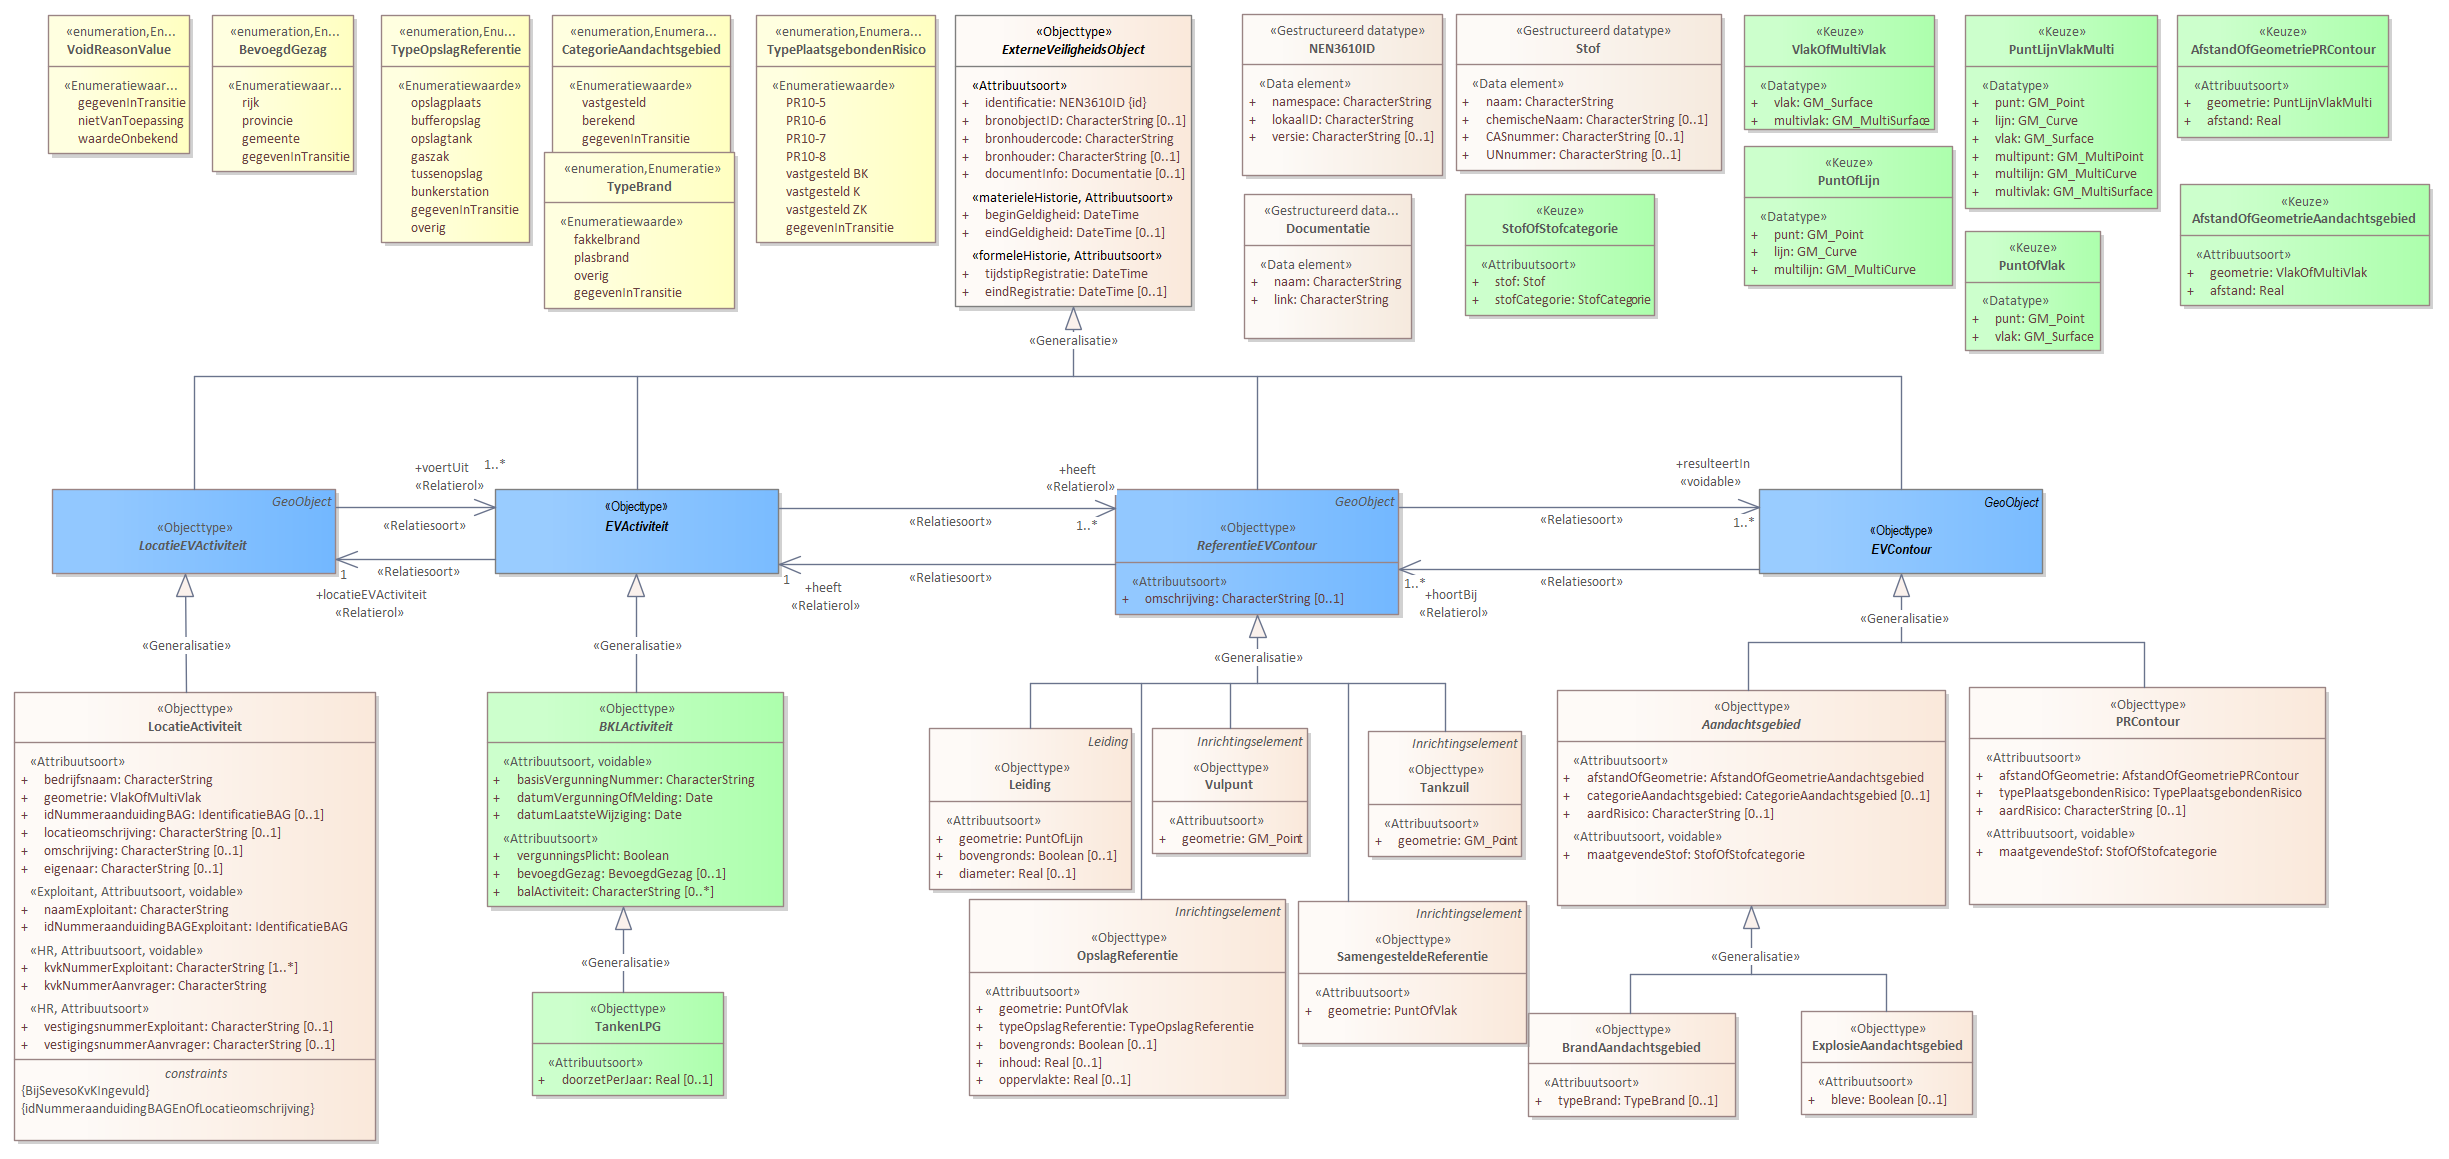 «enumeration,En...
VoidReasonValue
«Enumeratiewaar...
gegevenInTransitie
nietVanToepassing
waardeOnbekend
«enumeration,En...
BevoegdGezag
«Enumeratiewaar...
rijk
provincie
gemeente
gegevenInTransitie
«enumeration,Enu...
TypeOpslagReferentie
«Enumeratiewaarde»
opslagplaats
bufferopslag
opslagtank
gaszak
tussenopslag
bunkerstation
gegevenInTransitie
overig
«enumeration,Enumera...
CategorieAandachtsgebied
«Enumeratiewaarde»
vastgesteld
berekend
gegevenInTransitie
«enumeration,Enumeratie»
TypeBrand
«Enumeratiewaarde»
fakkelbrand
plasbrand
overig
gegevenInTransitie
«enumeration,Enumera...
TypePlaatsgebondenRisico
«Enumeratiewaarde»
PR10-5
PR10-6
PR10-7
PR10-8
vastgesteld BK
vastgesteld K
vastgesteld ZK
gegevenInTransitie
«Objecttype»
ExterneVeiligheidsObject
«Attribuutsoort»
+ identificatie: NEN3610ID {id}
+ bronobjectID: CharacterString [0..1]
+ bronhoudercode: CharacterString
+ bronhouder: CharacterString [0..1]
+ documentInfo: Documentatie [0..1]
«materieleHistorie, Attribuutsoort»
+ beginGeldigheid: DateTime
+ eindGeldigheid: DateTime [0..1]
«formeleHistorie, Attribuutsoort»
+ tijdstipRegistratie: DateTime
+ eindRegistratie: DateTime [0..1]
«Gestructureerd datatype»
NEN3610ID
«Data element»
+ namespace: CharacterString
+ lokaalID: CharacterString
+ versie: CharacterString [0..1]
«Gestructureerd datatype»
Stof
«Data element»
+ naam: CharacterString
+ chemischeNaam: CharacterString [0..1]
+ CASnummer: CharacterString [0..1]
+ UNnummer: CharacterString [0..1]
«Gestructureerd data...
Documentatie
«Data element»
+ naam: CharacterString
+ link: CharacterString
«Keuze»
StofOfStofcategorie
«Attribuutsoort»
+ stof: Stof
+ stofCategorie: StofCategorie
«Keuze»
VlakOfMultiVlak
«Datatype»
+ vlak: GM_Surface
+ multivlak: GM_MultiSurface
«Keuze»
PuntOfLijn
«Datatype»
+ punt: GM_Point
+ lijn: GM_Curve
+ multilijn: GM_MultiCurve
«Keuze»
PuntLijnVlakMulti
«Datatype»
+ punt: GM_Point
+ lijn: GM_Curve
+ vlak: GM_Surface
+ multipunt: GM_MultiPoint
+ multilijn: GM_MultiCurve
+ multivlak: GM_MultiSurface
«Keuze»
PuntOfVlak
«Datatype»
+ punt: GM_Point
+ vlak: GM_Surface
«Keuze»
AfstandOfGeometriePRContour
«Attribuutsoort»
+ geometrie: PuntLijnVlakMulti
+ afstand: Real
«Keuze»
AfstandOfGeometrieAandachtsgebied
«Attribuutsoort»
+ geometrie: VlakOfMultiVlak
+ afstand: Real
«Generalisatie»
GeoObject
«Objecttype»
LocatieEVActiviteit
+voertUit
«Relatierol»
1..*
«Relatiesoort»
«Relatiesoort»
1
+locatieEVActiviteit
«Relatierol»
«Objecttype»
EVActiviteit
+heeft
«Relatierol»
1..*
«Relatiesoort»
«Relatiesoort»
1
+heeft
«Relatierol»
GeoObject
«Objecttype»
ReferentieEVContour
«Attribuutsoort»
+ omschrijving: CharacterString [0..1]
+resulteertIn
«voidable»
1..*
«Relatiesoort»
«Relatiesoort»
1..*
+hoortBij
«Relatierol»
GeoObject
«Objecttype»
EVContour
«Generalisatie»
«Generalisatie»
«Generalisatie»
«Generalisatie»
«Objecttype»
LocatieActiviteit
«Attribuutsoort»
+ bedrijfsnaam: CharacterString
+ geometrie: VlakOfMultiVlak
+ idNummeraanduidingBAG: IdentificatieBAG [0..1]
+ locatieomschrijving: CharacterString [0..1]
+ omschrijving: CharacterString [0..1]
+ eigenaar: CharacterString [0..1]
«Exploitant, Attribuutsoort, voidable»
+ naamExploitant: CharacterString
+ idNummeraanduidingBAGExploitant: IdentificatieBAG
«HR, Attribuutsoort, voidable»
+ kvkNummerExploitant: CharacterString [1..*]
+ kvkNummerAanvrager: CharacterString
«HR, Attribuutsoort»
+ vestigingsnummerExploitant: CharacterString [0..1]
+ vestigingsnummerAanvrager: CharacterString [0..1]
constraints
{BijSevesoKvKIngevuld}
{idNummeraanduidingBAGEnOfLocatieomschrijving}
«Objecttype»
BKLActiviteit
«Attribuutsoort, voidable»
+ basisVergunningNummer: CharacterString
+ datumVergunningOfMelding: Date
+ datumLaatsteWijziging: Date
«Attribuutsoort»
+ vergunningsPlicht: Boolean
+ bevoegdGezag: BevoegdGezag [0..1]
+ balActiviteit: CharacterString [0..*]
«Generalisatie»
«Objecttype»
TankenLPG
«Attribuutsoort»
+ doorzetPerJaar: Real [0..1]
Leiding
«Objecttype»
Leiding
«Attribuutsoort»
+ geometrie: PuntOfLijn
+ bovengronds: Boolean [0..1]
+ diameter: Real [0..1]
Inrichtingselement
«Objecttype»
Vulpunt
«Attribuutsoort»
+ geometrie: GM_Point
Inrichtingselement
«Objecttype»
Tankzuil
«Attribuutsoort»
+ geometrie: GM_Point
Inrichtingselement
«Objecttype»
OpslagReferentie
«Attribuutsoort»
+ geometrie: PuntOfVlak
+ typeOpslagReferentie: TypeOpslagReferentie
+ bovengronds: Boolean [0..1]
+ inhoud: Real [0..1]
+ oppervlakte: Real [0..1]
Inrichtingselement
«Objecttype»
SamengesteldeReferentie
«Attribuutsoort»
+ geometrie: PuntOfVlak
«Objecttype»
Aandachtsgebied
«Attribuutsoort»
+ afstandOfGeometrie: AfstandOfGeometrieAandachtsgebied
+ categorieAandachtsgebied: CategorieAandachtsgebied [0..1]
+ aardRisico: CharacterString [0..1]
«Attribuutsoort, voidable»
+ maatgevendeStof: StofOfStofcategorie
«Objecttype»
PRContour
«Attribuutsoort»
+ afstandOfGeometrie: AfstandOfGeometriePRContour
+ typePlaatsgebondenRisico: TypePlaatsgebondenRisico
+ aardRisico: CharacterString [0..1]
«Attribuutsoort, voidable»
+ maatgevendeStof: StofOfStofcategorie
«Generalisatie»
«Objecttype»
BrandAandachtsgebied
«Attribuutsoort»
+ typeBrand: TypeBrand [0..1]
«Objecttype»
ExplosieAandachtsgebied
«Attribuutsoort»
+ bleve: Boolean [0..1]